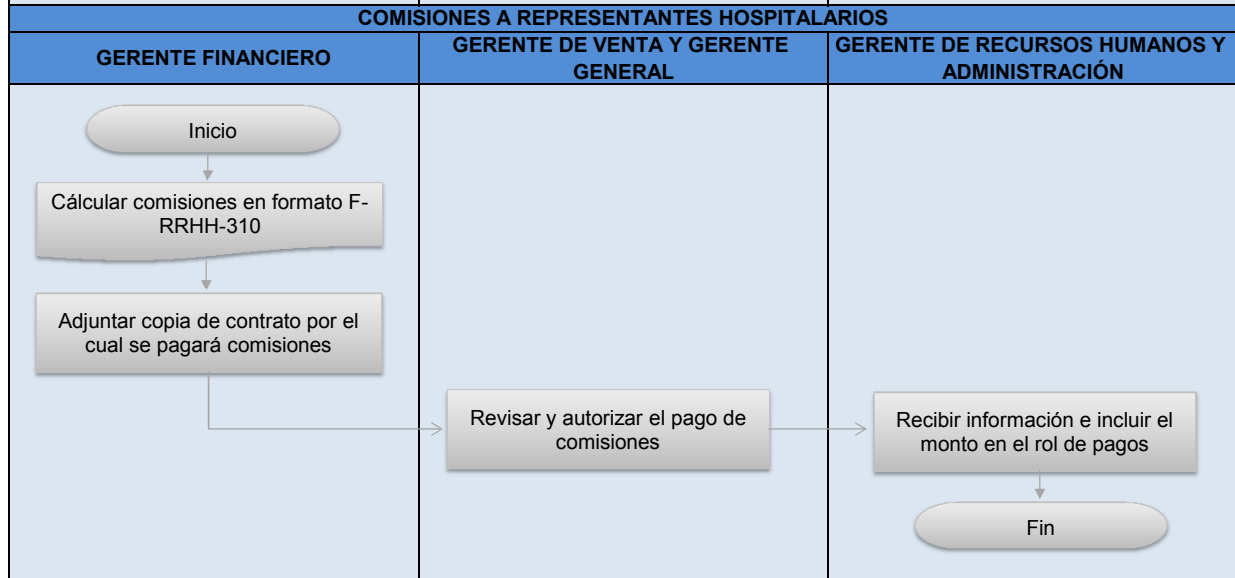 COMISIONES A REPRESENTANTES HOSPITALARIOS
GERENTE FINANCIERO
GERENTE DE VENTA Y GERENTE
GENERAL
GERENTE DE RECURSOS HUMANOS Y
ADMINISTRACIÓN
Inicio
Cálcular comisiones en formato F-
RRHH-310
Adjuntar copia de contrato por el
cual se pagará comisiones
Revisar y autorizar el pago de
comisiones
Recibir información e incluir el
monto en el rol de pagos
Fin